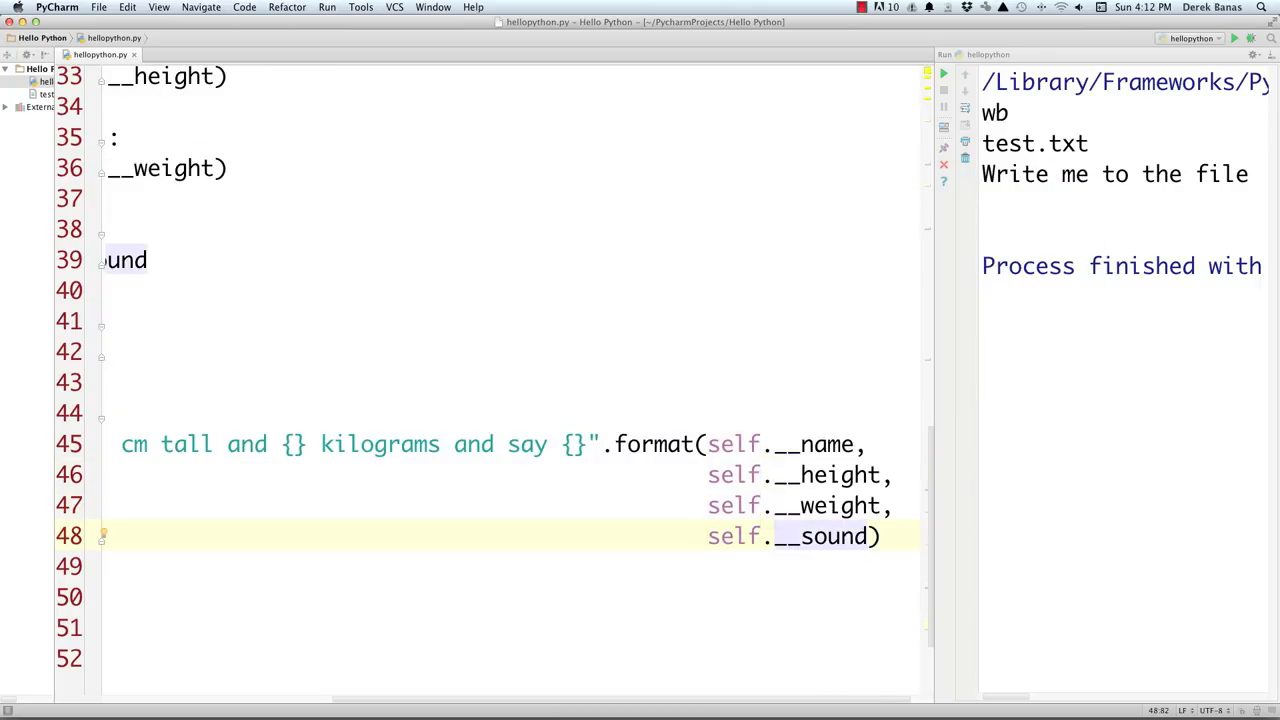 PyCharm File Edit View Navigate Code Refactor Run Tools VCS Window Help 10 Sun 4:12 PM Derek Banas
hellopython.py – Hello Python – [~/PycharmProjects/Hello Python]
Hello Python hellopython.py hellopython
hellopython.py Run hellopython
Hello P
hell
test
Extern
33 __height)
34
35 :
36 __weight)
37
38
39 ound
40
41
42
43
44
45 cm tall and {} kilograms and say {}".format(self.__name,
46 self.__height,
47 self.__weight,
48 self.__sound)
49
50
51
52
/Library/Frameworks/Py
wb
test.txt
Write me to the file
Process finished with
48:82 LF UTF-8